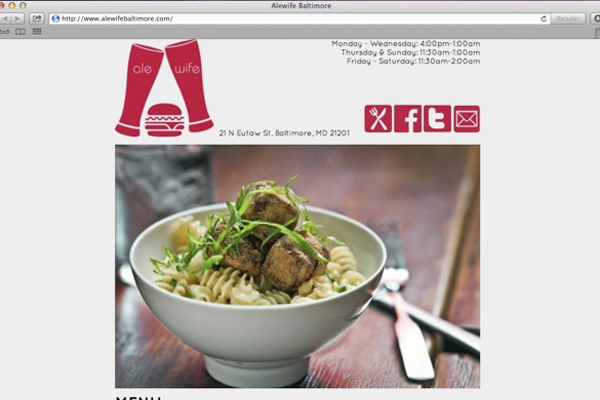 Alewife Baltimore
http://www.alewifebaltimore.com/
Reader
ale wife
Monday - Wednesday: 4:00pm-1:00am
Thursday & Sunday: 11:30am-1:00am
Friday - Saturday: 11:30am-2:00am
21 N Eutaw St. Baltimore, MD 21201
MENU